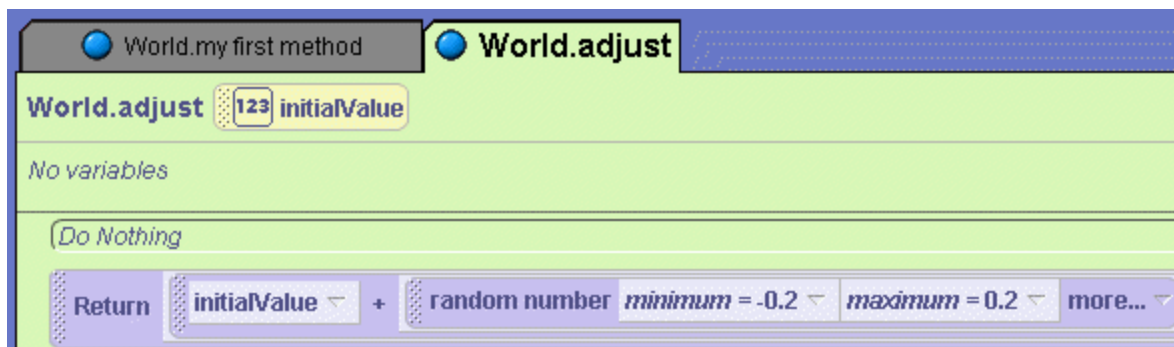 World.my first method World.adjust
World.adjust 123 initialValue
No variables
Do Nothing
Return initialValue + random number minimum = -0.2 maximum = 0.2 more...